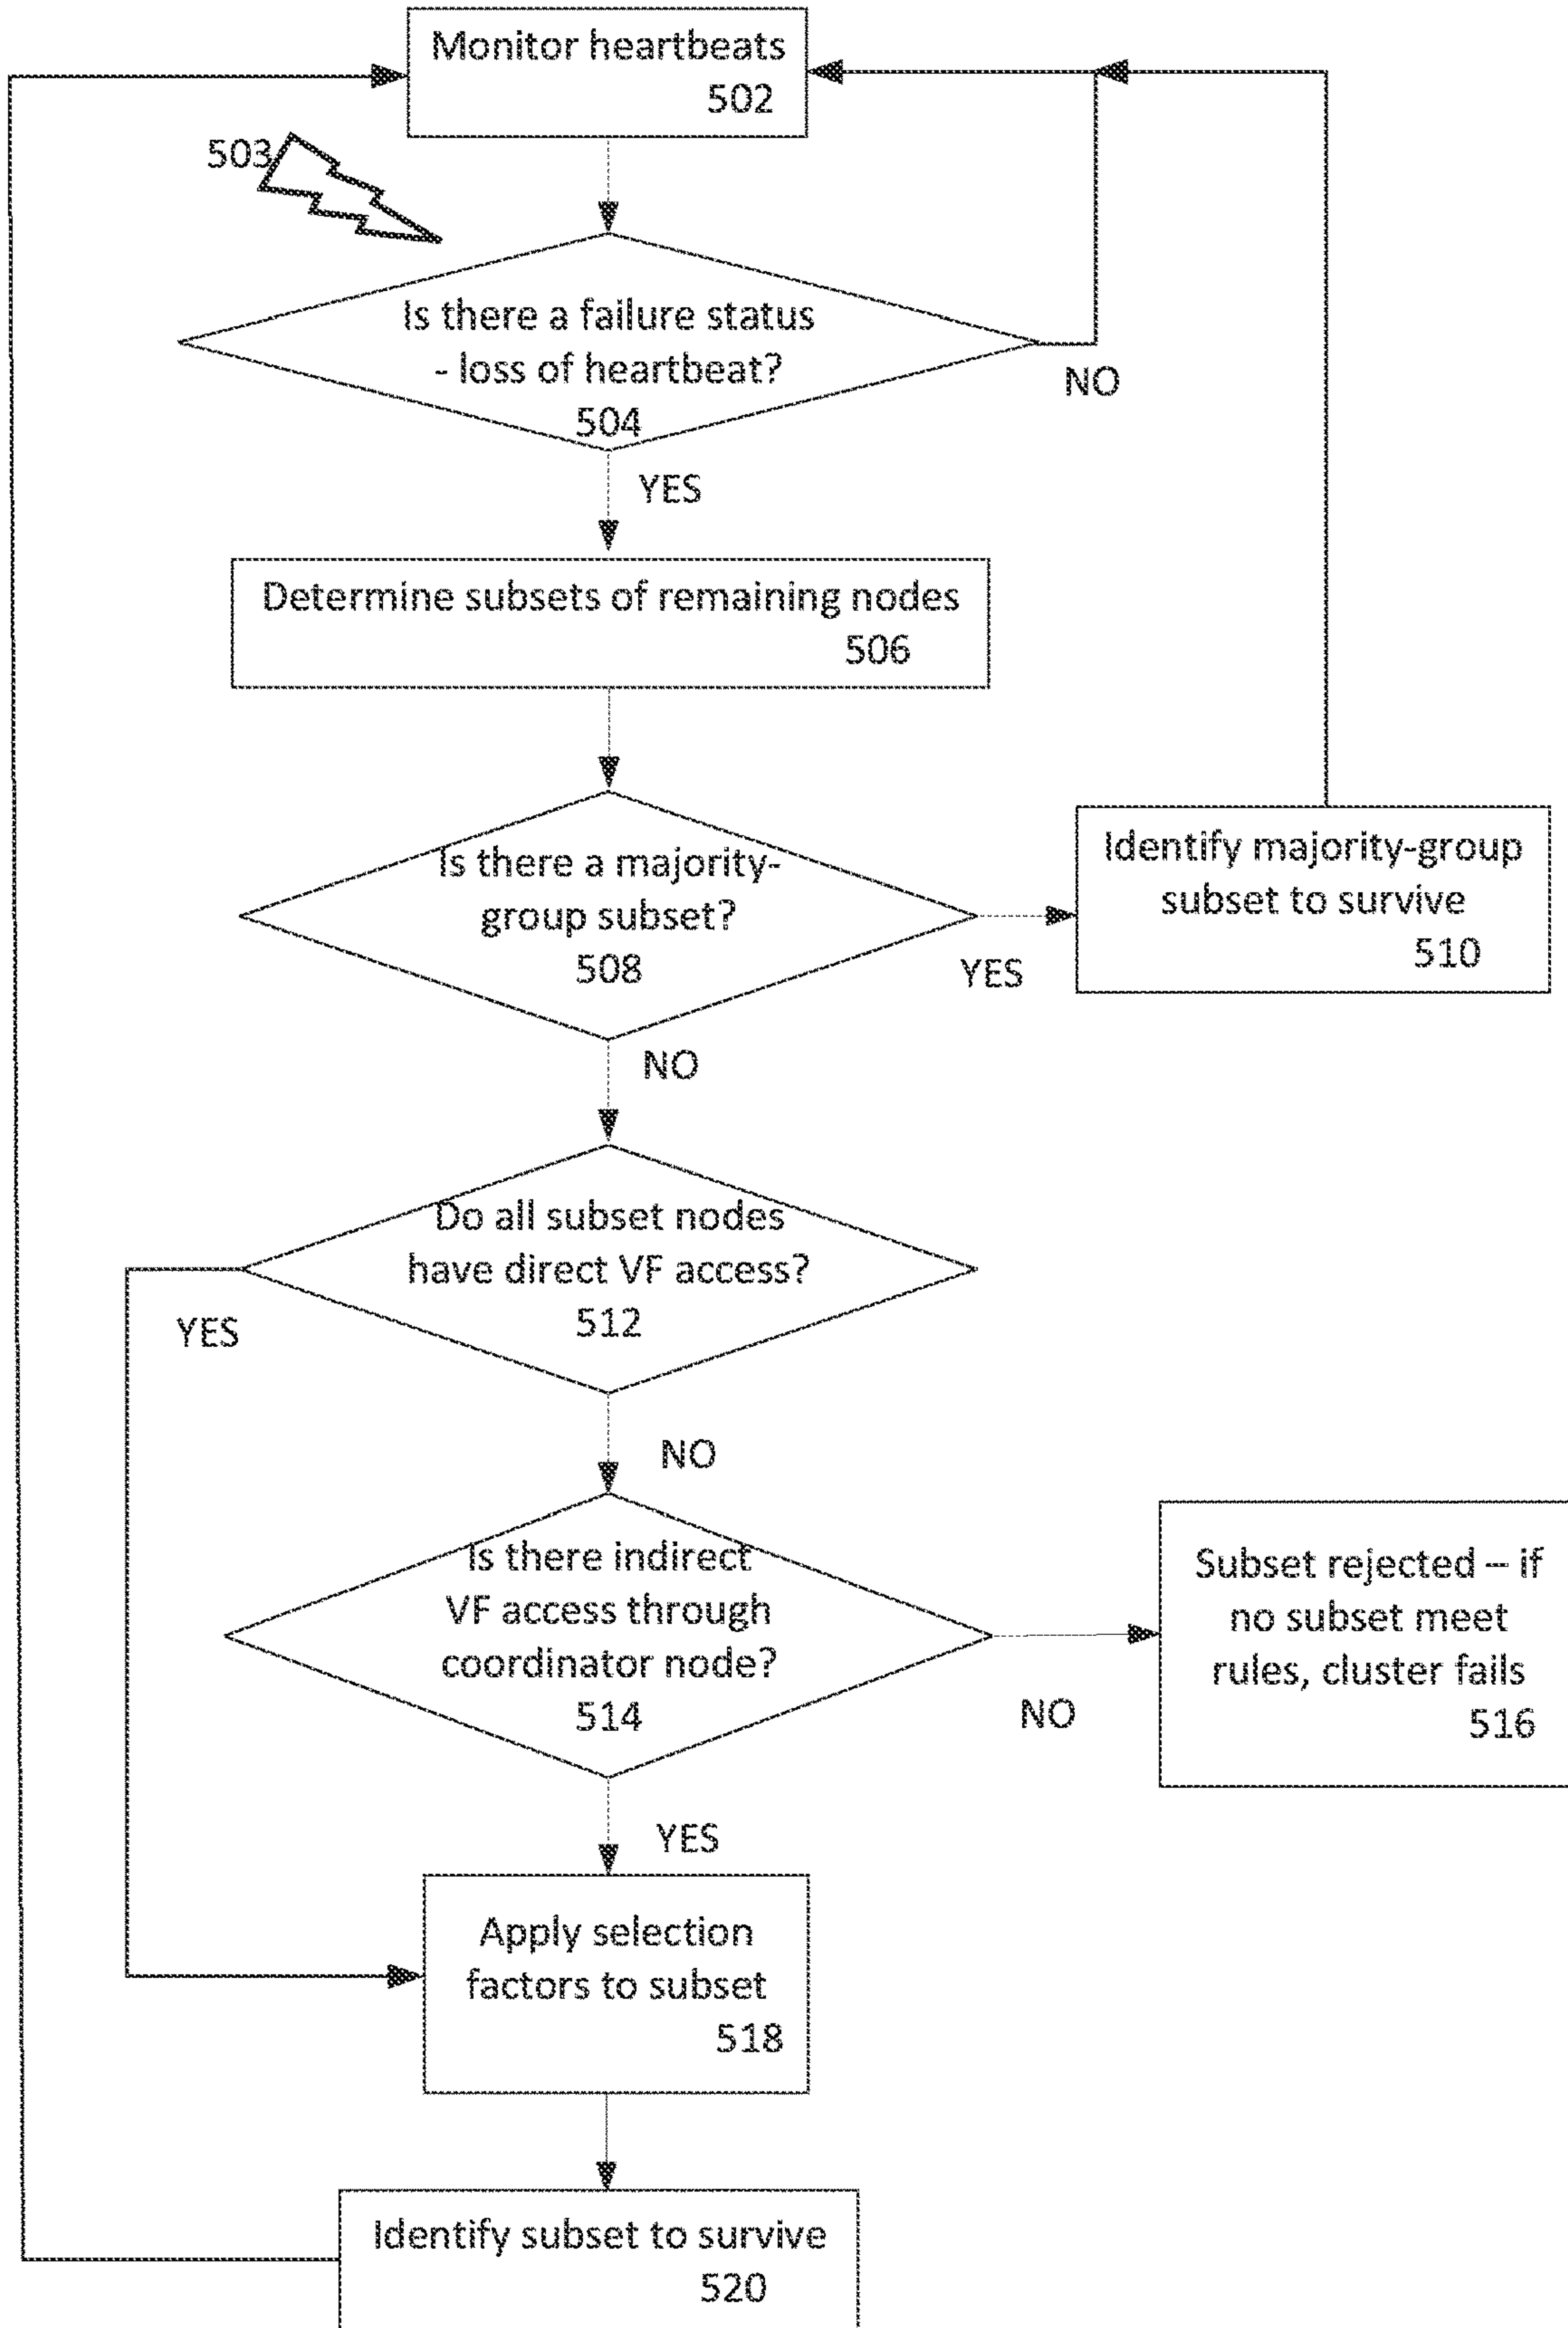 Monitor heartbeats
502
503
Is there a failure status
- loss of heartbeat?
504
NO
YES
Determine subsets of remaining nodes
506
Is there a majority-
group subset?
508
YES
Identify majority-group
subset to survive
510
NO
Do all subset nodes
have direct VF access?
512
YES
NO
Is there indirect
VF access through
coordinator node?
514
NO
Subset rejected – if
no subset meet
rules, cluster fails
516
YES
Apply selection
factors to subset
518
Identify subset to survive
520